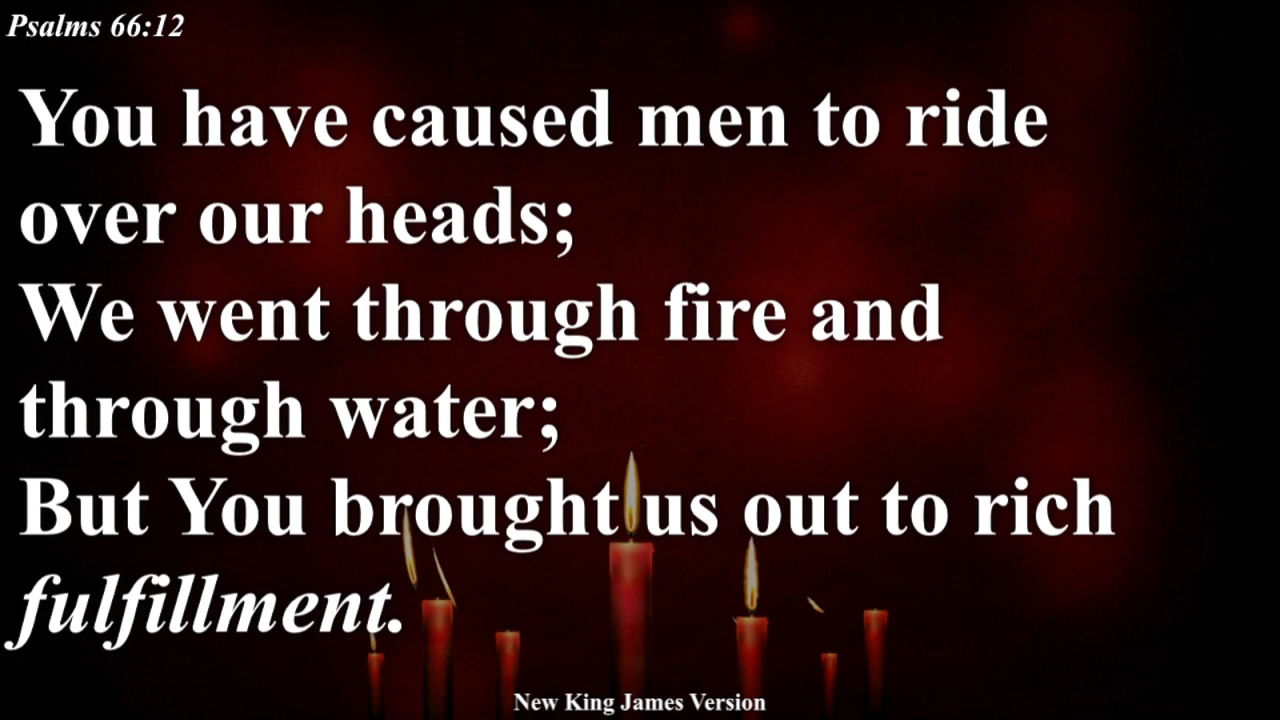 Psalms 66:12
You have caused men to ride
over our heads;
We went through fire and
through water;
But You brought us out to rich
fulfillment.
New King James Version